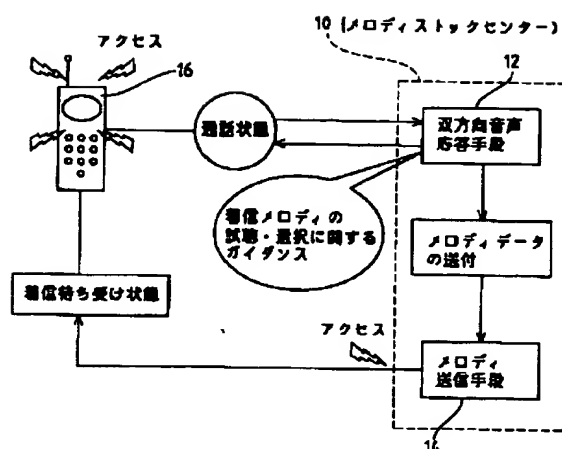 10 (メロディストックセンター)
アクセス
16
12
通話状態
双方向音声
応答手段
着信メロディの
試聴・選択に関する
ガイダンス
メロディデータ
の送付
着信待ち受け状態
アクセス
メロディ
送信手段
14